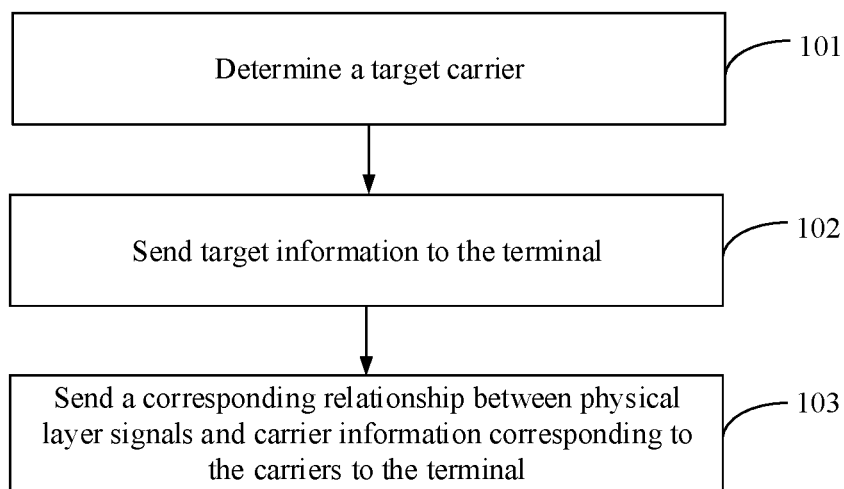 Determine a target carrier
101
Send target information to the terminal
102
Send a corresponding relationship between physical
layer signals and carrier information corresponding to
the carriers to the terminal
103